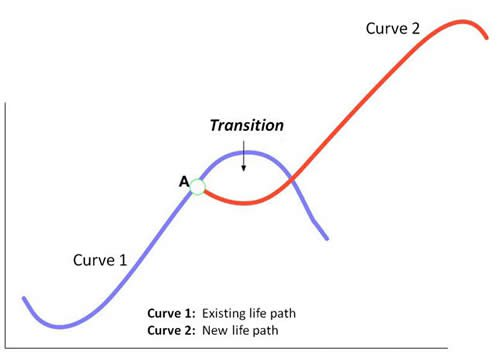 Curve 2
Transition
A
Curve 1
Curve 1: Existing life path
Curve 2: New life path